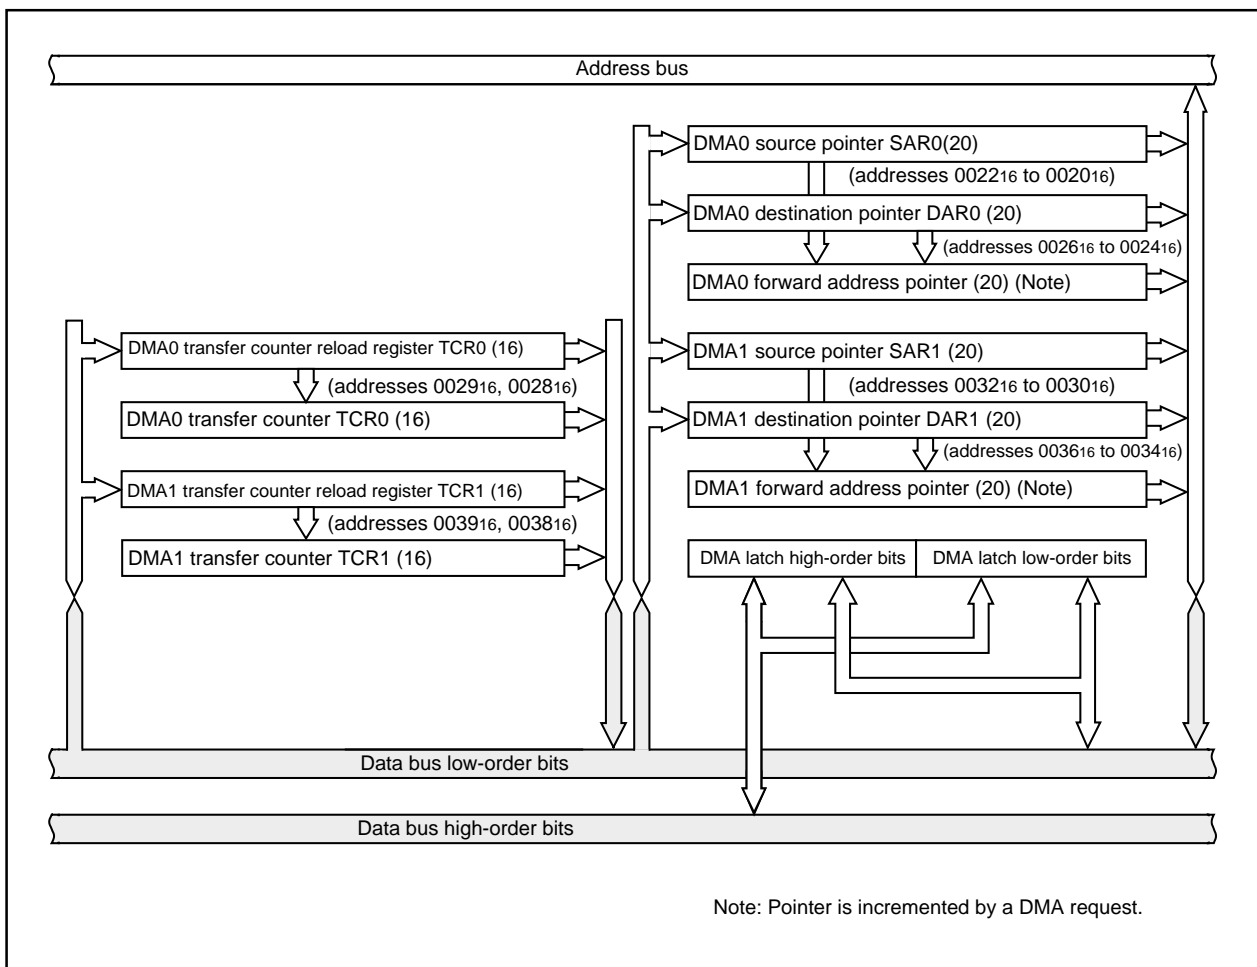 Address bus
DMA0 source pointer SAR0(20)
(addresses 002216 to 002016)
DMA0 destination pointer DAR0 (20)
(addresses 002616 to 002416)
DMA0 forward address pointer (20) (Note)
DMA0 transfer counter reload register TCR0 (16)
(addresses 002916, 002816)
DMA0 transfer counter TCR0 (16)
DMA1 transfer counter reload register TCR1 (16)
(addresses 003916, 003816)
DMA1 transfer counter TCR1 (16)
DMA1 source pointer SAR1 (20)
(addresses 003216 to 003016)
DMA1 destination pointer DAR1 (20)
(addresses 003616 to 003416)
DMA1 forward address pointer (20) (Note)
DMA latch high-order bits
DMA latch low-order bits
Data bus low-order bits
Data bus high-order bits
Note: Pointer is incremented by a DMA request.